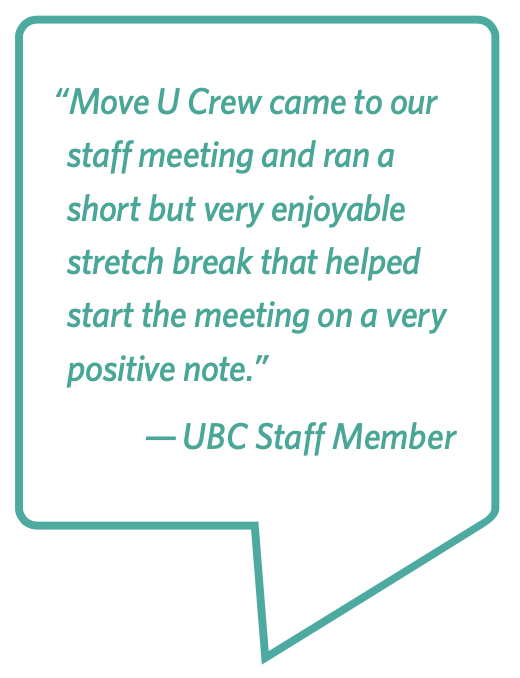 “Move U Crew came to our
staff meeting and ran a
short but very enjoyable
stretch break that helped
start the meeting on a very
positive note.”
— UBC Staff Member